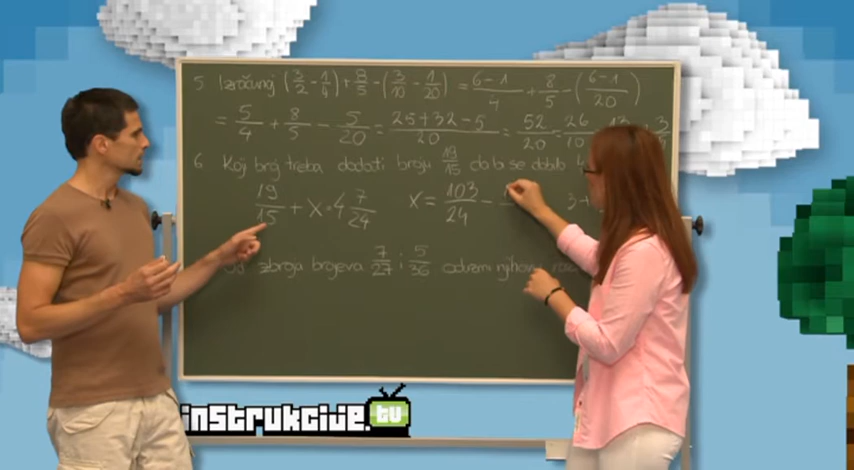 5 Izračunaj (3/2 - 1/4) + 8/5 - (3/10 - 1/20) = 6-1/4 + 8/5 - (6-1/20)
= 5/4 + 8/5 - 5/20 = 25+32-5/20 = 52/20 = 26/10
6 Koji broj treba dodati broju 19/15 da bi se dobilo 4
19/15 + x = 4 7/24 x = 103/24 - 3+
zbroja brojeva 7/27 i 5/36 oduzmi njihovu
instrukcije.tv